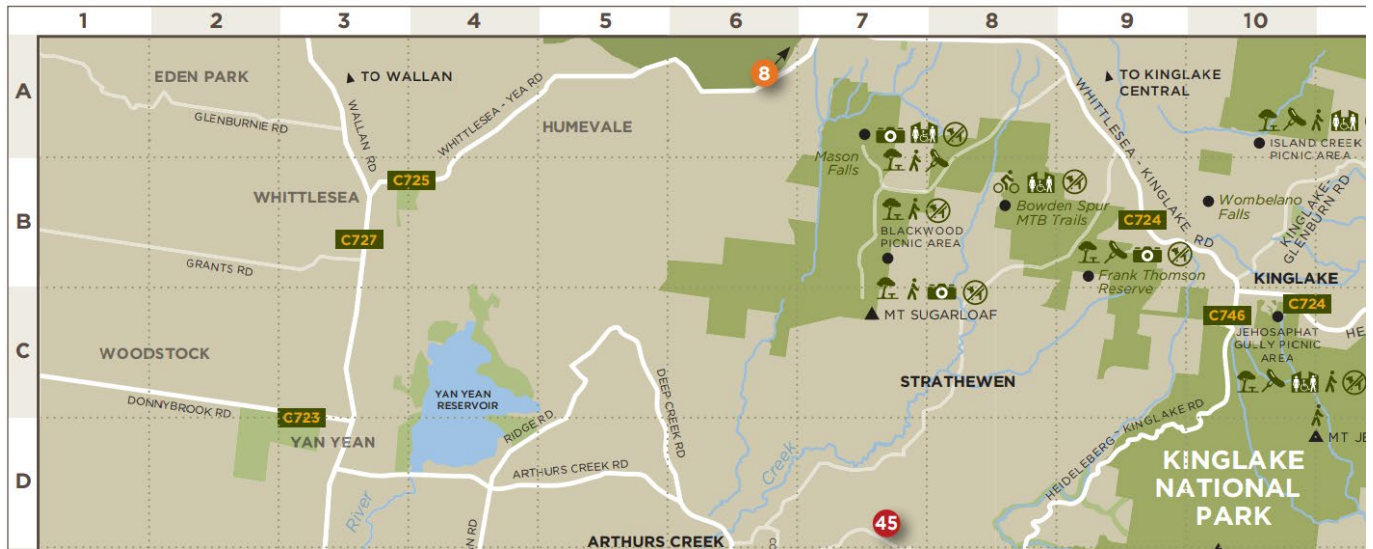 1 2 3 4 5 6 7 8 9 10
A
B
C
D
EDEN PARK
TO WALLAN
GLENBURNIE RD
WALLAN RD
WHITTLESEA - YEA RD
HUMEVALE
8
TO KINGLAKE
CENTRAL
WHITTLESEA - KINGLAKE RD
ISLAND CREEK
PICNIC AREA
Mason
Falls
C725
WHITTLESEA
C727
GRANTS RD
BLACKWOOD
PICNIC AREA
Bowden Spur
MTB Trails
C724
Wombelano
Falls
KINGLAKE-
GLENBURN RD
Frank Thomson
Reserve
KINGLAKE
MT SUGARLOAF
C746
C724
JEHOSAPHAT
GULLY PICNIC
AREA
HE
WOODSTOCK
DONNYBROOK RD
C723
YAN YEAN
YAN YEAN
RESERVOIR
RIDGE RD
DEEP CREEK RD
STRATHEWEN
HEIDELEBERG - KINGLAKE RD
MT JE
KINGLAKE
NATIONAL
PARK
ARTHURS CREEK RD
Creek
River
AN RD
45
ARTHURS CREEK